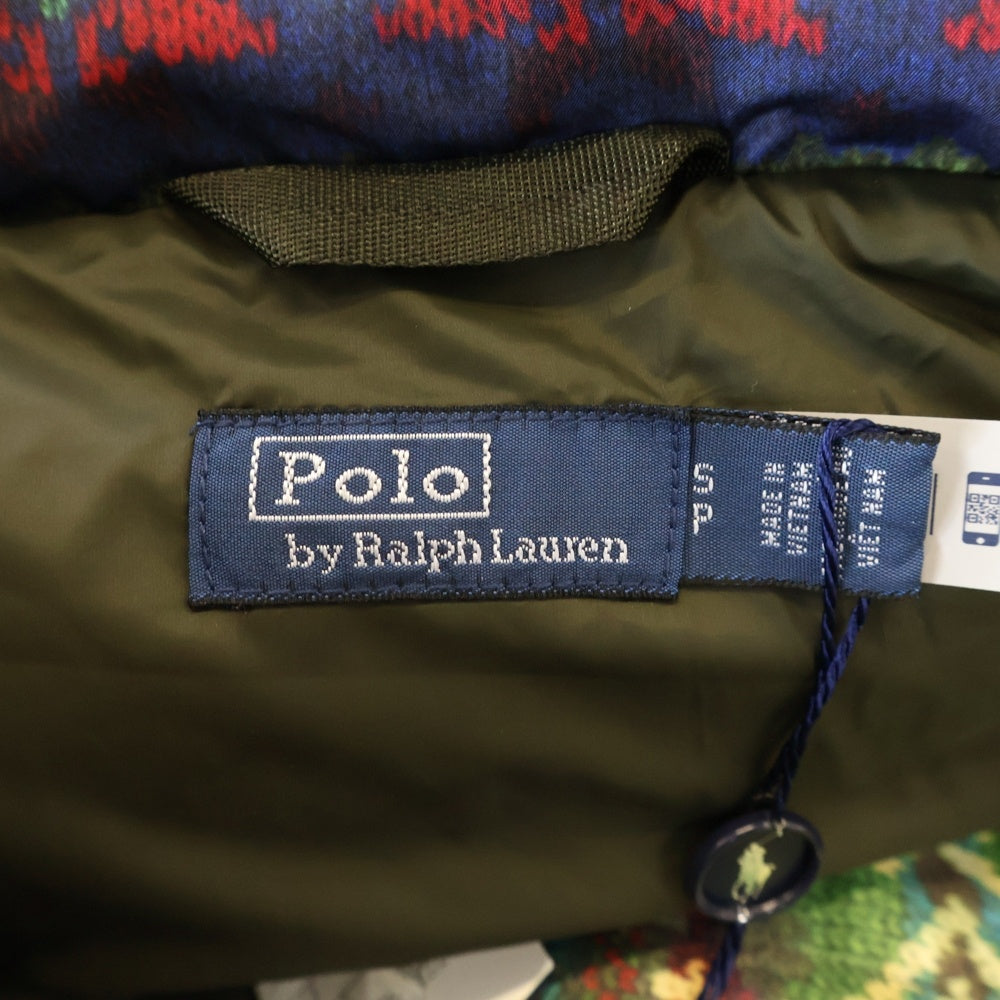 Polo
by Ralph Lauren
S
P
MADE IN
VIETNAM
VIET NAM